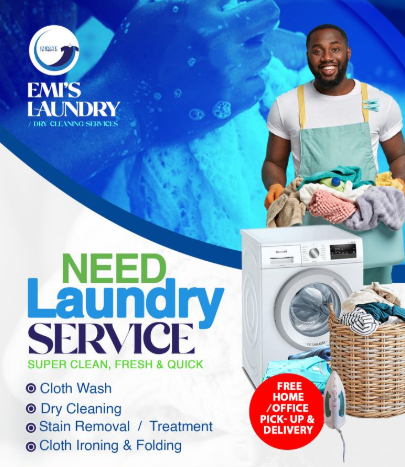 EMI'S
LAUNDRY
/ DRY CLEANING SERVICES
NEED
Laundry
SERVICE
SUPER CLEAN, FRESH & QUICK
Cloth Wash
Dry Cleaning
Stain Removal / Treatment
Cloth Ironing & Folding
FREE
HOME
/OFFICE
PICK- UP &
DELIVERY